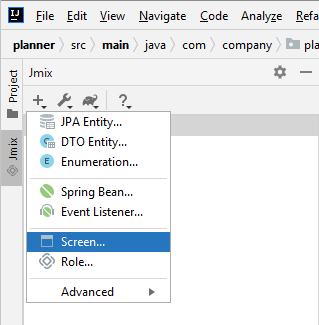 IJ File Edit View Navigate Code Analyze Refa
planner src main java com company pla
Project
Jmix
Jmix
?
JPA Entity...
DTO Entity...
Enumeration...
Spring Bean...
Event Listener...
Screen...
Role...
Advanced